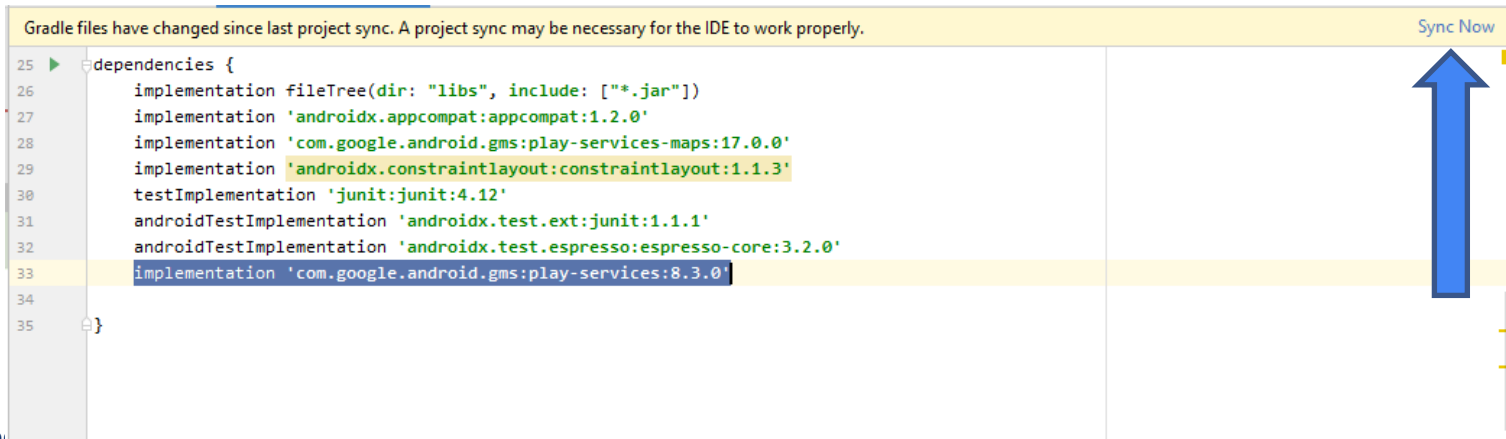 Gradle files have changed since last project sync. A project sync may be necessary for the IDE to work properly. Sync Now
25 dependencies {
26 implementation fileTree(dir: "libs", include: ["*.jar"])
27 implementation 'androidx.appcompat:appcompat:1.2.0'
28 implementation 'com.google.android.gms:play-services-maps:17.0.0'
29 implementation 'androidx.constraintlayout:constraintlayout:1.1.3'
30 testImplementation 'junit:junit:4.12'
31 androidTestImplementation 'androidx.test.ext:junit:1.1.1'
32 androidTestImplementation 'androidx.test.espresso:espresso-core:3.2.0'
33 implementation 'com.google.android.gms:play-services:8.3.0'
34
35 }